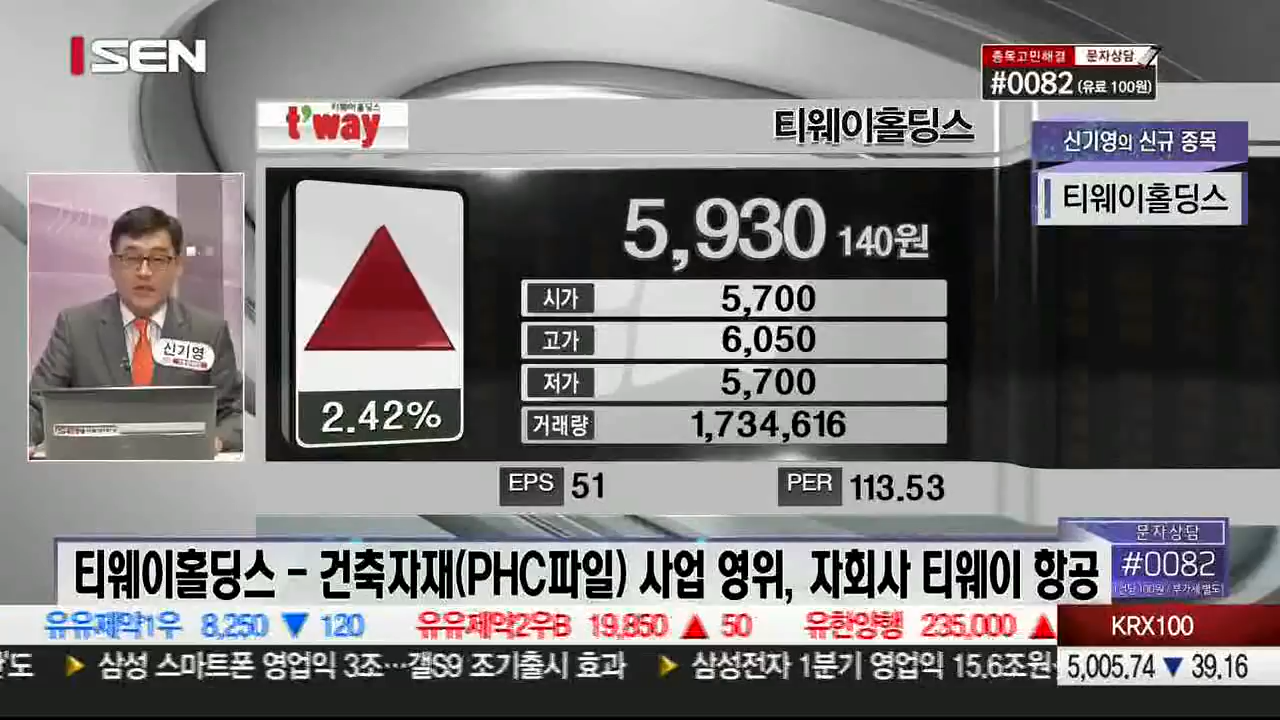 SEN
종목고민해결 문자상담
#0082 (유료 100원)
티웨이홀딩스
t'way
티웨이홀딩스
신기영의 신규 종목
티웨이홀딩스
5,930 140원
시가 5,700
고가 6,050
저가 5,700
거래량 1,734,616
2.42%
신기영
EPS 51
PER 113.53
문자상담
#0082
티웨이홀딩스 - 건축자재(PHC파일) 사업 영위, 자회사 티웨이 항공
유유제약1우 8,250 ▼ 120 유유제약2우B 19,850 ▲ 50 유한양행 235,000 ▲
KRX100
도 ▶ 삼성 스마트폰 영업익 3조…갤S9 조기출시 효과 ▶ 삼성전자 1분기 영업익 15.6조원
5,005.74 ▼ 39.16